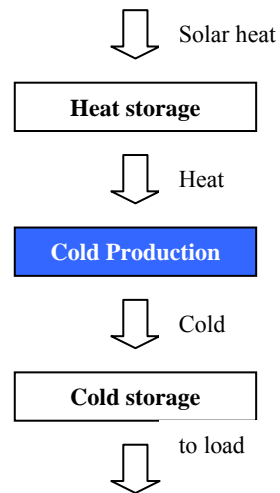 Solar heat
Heat storage
Heat
Cold Production
Cold
Cold storage
to load